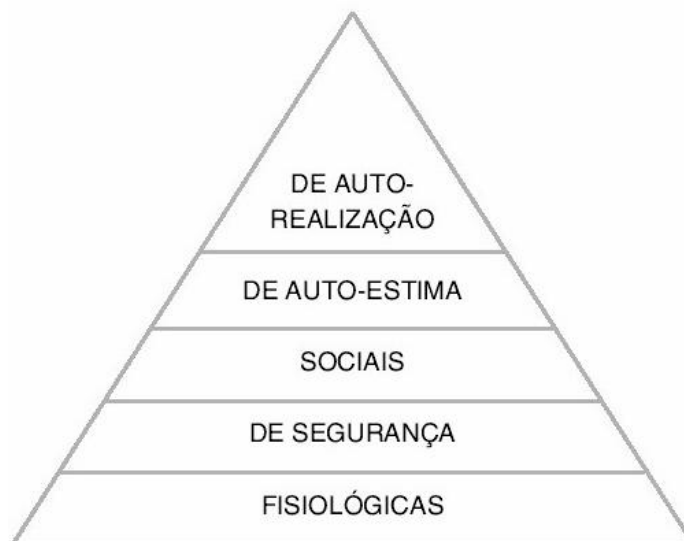 DE AUTO-
REALIZAÇÃO
DE AUTO-ESTIMA
SOCIAIS
DE SEGURANÇA
FISIOLÓGICAS